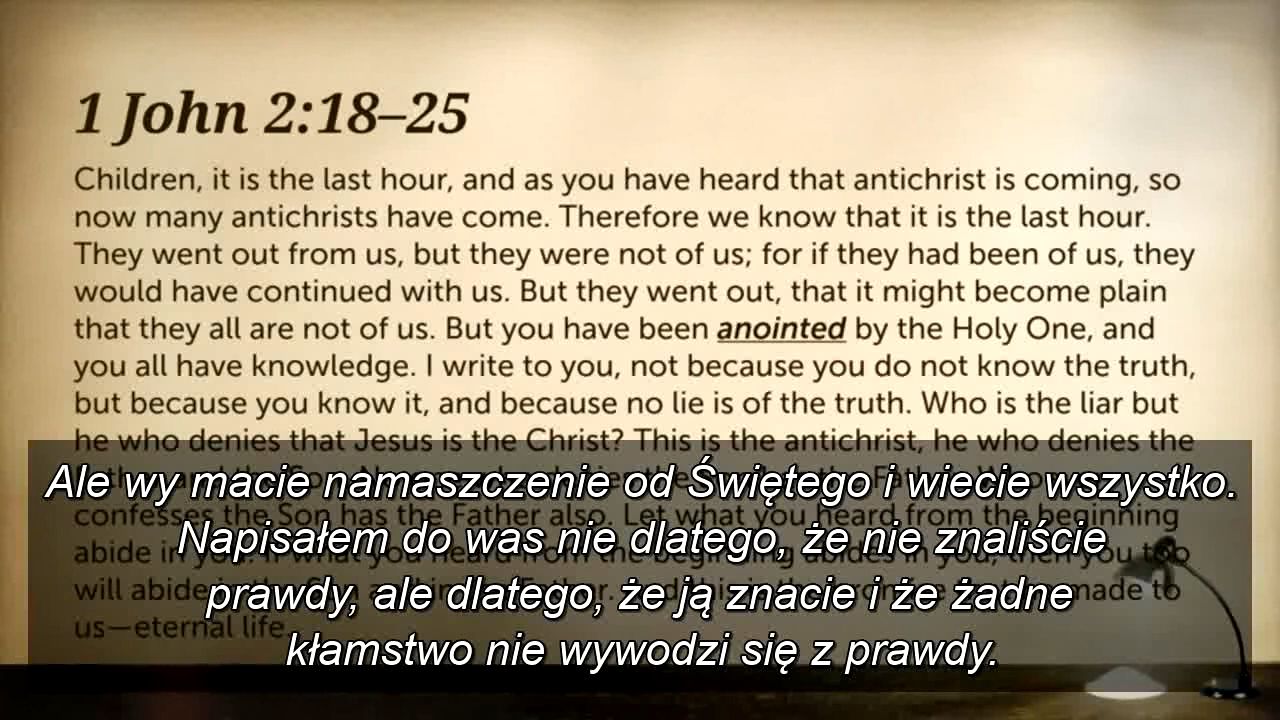 1 John 2:18–25
Children, it is the last hour, and as you have heard that antichrist is coming, so
now many antichrists have come. Therefore we know that it is the last hour.
They went out from us, but they were not of us; for if they had been of us, they
would have continued with us. But they went out, that it might become plain
that they all are not of us. But you have been anointed by the Holy One, and
you all have knowledge. I write to you, not because you do not know the truth,
but because you know it, and because no lie is of the truth. Who is the liar but
he who denies that Jesus is the Christ? This is the antichrist, he who denies the
confesses the Son has the Father also. Let what you heard from the beginning
abide in you. If what you heard from the beginning abides in you, then you too
will abide made to
us—eternal life
Ale wy macie namaszczenie od Świętego i wiecie wszystko.
Napisałem do was nie dlatego, że nie znaliście
prawdy, ale dlatego, że ją znacie i że żadne
kłamstwo nie wywodzi się z prawdy.